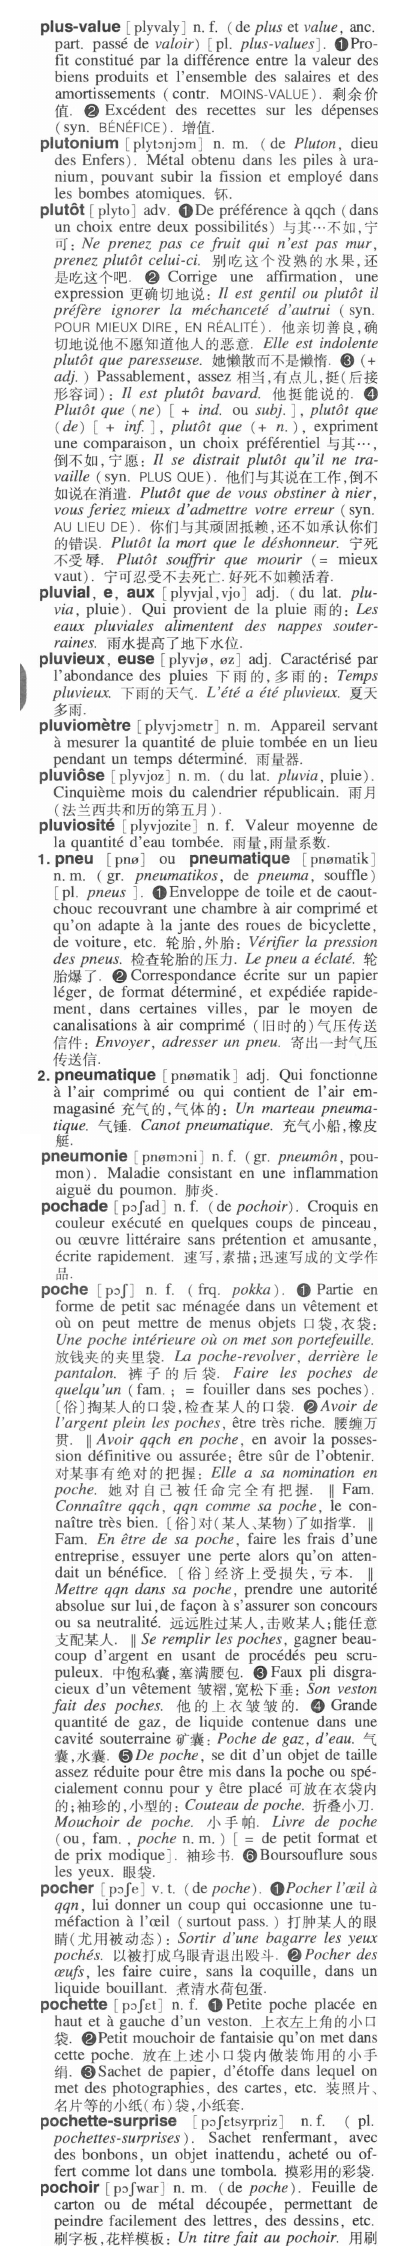 plus-value [plyvaly] n. f. (de plus et value, anc.
part. passé de valoir) [pl. plus-values]. ❶Pro-
fit constitué par la différence entre la valeur des
biens produits et l'ensemble des salaires et des
amortissements (contr. MOINS-VALUE). 剩余价
值. ❷ Excédent des recettes sur les dépenses
(syn. BÉNÉFICE). 增值.
plutonium [plytɔnjɔm] n. m. (de Pluton, dieu
des Enfers). Métal obtenu dans les piles à ura-
nium, pouvant subir la fission et employé dans
les bombes atomiques. 钚.
plutôt [plyto] adv. ❶De préférence à qqch (dans
un choix entre deux possibilités) 与其…不如,宁
可: Ne prenez pas ce fruit qui n'est pas mur,
prenez plutôt celui-ci. 别吃这个没熟的水果,还
是吃这个吧. ❷ Corrige une affirmation, une
expression 更确切地说: Il est gentil ou plutôt il
préfère ignorer la méchanceté d'autrui (syn.
POUR MIEUX DIRE, EN RÉALITÉ). 他亲切善良,确
切地说他不愿知道他人的恶意. Elle est indolente
plutôt que paresseuse. 她懒散而不是懒惰. ❸ (+
adj.) Passablement, assez 相当,有点儿,挺(后接
形容词): Il est plutôt bavard. 他挺能说的. ❹
Plutôt que (ne) [ + ind. ou subj. ], plutôt que
(de) [ + inf. ], plutôt que (+ n.), expriment
une comparaison, un choix préférentiel 与其…,
倒不如,宁愿: Il se distrait plutôt qu'il ne tra-
vaille (syn. PLUS QUE). 他们与其说在工作,倒不
如说在消遣. Plutôt que de vous obstiner à nier,
vous feriez mieux d'admettre votre erreur (syn.
AU LIEU DE). 你们与其顽固抵赖,还不如承认你们
的错误. Plutôt la mort que le déshonneur. 宁死
不受辱. Plutôt souffrir que mourir (= mieux
vaut). 宁可忍受不去死亡. 好死不如赖活着.
pluvial, e, aux [plyvjal,vjo] adj. (du lat. plu-
via, pluie). Qui provient de la pluie 雨的: Les
eaux pluviales alimentent des nappes souter-
raines. 雨水提高了地下水位.
pluvieux, euse [plyvjø, øz] adj. Caractérisé par
l'abondance des pluies 下雨的,多雨的: Temps
pluvieux. 下雨的天气. L'été a été pluvieux. 夏天
多雨.
pluviomètre [plyvjɔmɛtr] n. m. Appareil servant
à mesurer la quantité de pluie tombée en un lieu
pendant un temps déterminé. 雨量器.
pluviôse [plyvjoz] n. m. (du lat. pluvia, pluie).
Cinquième mois du calendrier républicain. 雨月
(法兰西共和历的第五月).
pluviosité [plyvjozite] n. f. Valeur moyenne de
la quantité d'eau tombée. 雨量,雨量系数.
1. pneu [pnø] ou pneumatique [pnømatik]
n. m. (gr. pneumatikos, de pneuma, souffle)
[pl. pneus ]. ❶Enveloppe de toile et de caout-
chouc recouvrant une chambre à air comprimé et
qu'on adapte à la jante des roues de bicyclette,
de voiture, etc. 轮胎,外胎: Vérifier la pression
des pneus. 检查轮胎的压力. Le pneu a éclaté. 轮
胎爆了. ❷Correspondance écrite sur un papier
léger, de format déterminé, et expédiée rapide-
ment, dans certaines villes, par le moyen de
canalisations à air comprimé (旧时的)气压传送
信件: Envoyer, adresser un pneu. 寄出一封气压
传送信.
2. pneumatique [pnømatik] adj. Qui fonctionne
à l'air comprimé ou qui contient de l'air em-
magasiné 充气的,气体的: Un marteau pneuma-
tique. 气锤. Canot pneumatique. 充气小船,橡皮
艇.
pneumonie [pnømɔni] n. f. (gr. pneumôn, pou-
mon). Maladie consistant en une inflammation
aiguë du poumon. 肺炎.
pochade [pɔʃad] n. f. (de pochoir). Croquis en
couleur exécuté en quelques coups de pinceau,
ou œuvre littéraire sans prétention et amusante,
écrite rapidement. 速写,素描;迅速写成的文学作
品.
poche [pɔʃ] n. f. (frq. pokka). ❶ Partie en
forme de petit sac ménagée dans un vêtement et
où on peut mettre de menus objets 口袋,衣袋:
Une poche intérieure où on met son portefeuille.
放钱夹的夹里袋. La poche-revolver, derrière le
pantalon. 裤子的后袋. Faire les poches de
quelqu'un (fam. ; = fouiller dans ses poches).
〔俗〕掏某人的口袋,检查某人的口袋. ❷Avoir de
l'argent plein les poches, être très riche. 腰缠万
贯. ‖ Avoir qqch en poche, en avoir la posses-
sion définitive ou assurée; être sûr de l'obtenir.
对某事有绝对的把握: Elle a sa nomination en
poche. 她对自己被任命完全有把握. ‖ Fam.
Connaître qqch, qqn comme sa poche, le con-
naître très bien. 〔俗〕对(某人、某物)了如指掌. ‖
Fam. En être de sa poche, faire les frais d'une
entreprise, essuyer une perte alors qu'on atten-
dait un bénéfice. 〔俗〕经济上受损失,亏本. ‖
Mettre qqn dans sa poche, prendre une autorité
absolue sur lui,de façon à s'assurer son concours
ou sa neutralité. 远远胜过某人,击败某人;能任意
支配某人. ‖ Se remplir les poches, gagner beau-
coup d'argent en usant de procédés peu scru-
puleux. 中饱私囊,塞满腰包. ❸Faux pli disgra-
cieux d'un vêtement 皱褶,宽松下垂: Son veston
fait des poches. 他的上衣皱皱的. ❹ Grande
quantité de gaz, de liquide contenue dans une
cavité souterraine 矿囊: Poche de gaz, d'eau. 气
囊,水囊. ❺De poche, se dit d'un objet de taille
assez réduite pour être mis dans la poche ou spé-
cialement connu pour y être placé 可放在衣袋内
的;袖珍的,小型的: Couteau de poche. 折叠小刀.
Mouchoir de poche. 小手帕. Livre de poche
(ou, fam., poche n. m.) [ = de petit format et
de prix modique]. 袖珍书. ❻Boursouflure sous
les yeux. 眼袋.
pocher [pɔʃe] v. t. (de poche). ❶Pocher l'œil à
qqn, lui donner un coup qui occasionne une tu-
méfaction à l'œil (surtout pass.) 打肿某人的眼
睛(尤用被动态): Sortir d'une bagarre les yeux
pochés. 以被打成乌眼青退出殴斗. ❷Pocher des
œufs, les faire cuire, sans la coquille, dans un
liquide bouillant. 煮清水荷包蛋.
pochette [pɔʃɛt] n. f. ❶Petite poche placée en
haut et à gauche d'un veston. 上衣左上角的小口
袋. ❷Petit mouchoir de fantaisie qu'on met dans
cette poche. 放在上述小口袋内做装饰用的小手
绢. ❸Sachet de papier, d'étoffe dans lequel on
met des photographies, des cartes, etc. 装照片、
名片等的小纸(布)袋,小纸套.
pochette-surprise [pɔʃɛtsyrpriz] n. f. ( pl.
pochettes-surprises). Sachet renfermant, avec
des bonbons, un objet inattendu, acheté ou of-
fert comme lot dans une tombola. 摸彩用的彩袋.
pochoir [pɔʃwar] n. m. (de poche). Feuille de
carton ou de métal découpée, permettant de
peindre facilement des lettres, des dessins, etc.
刷字板,花样模板: Un titre fait au pochoir. 用刷